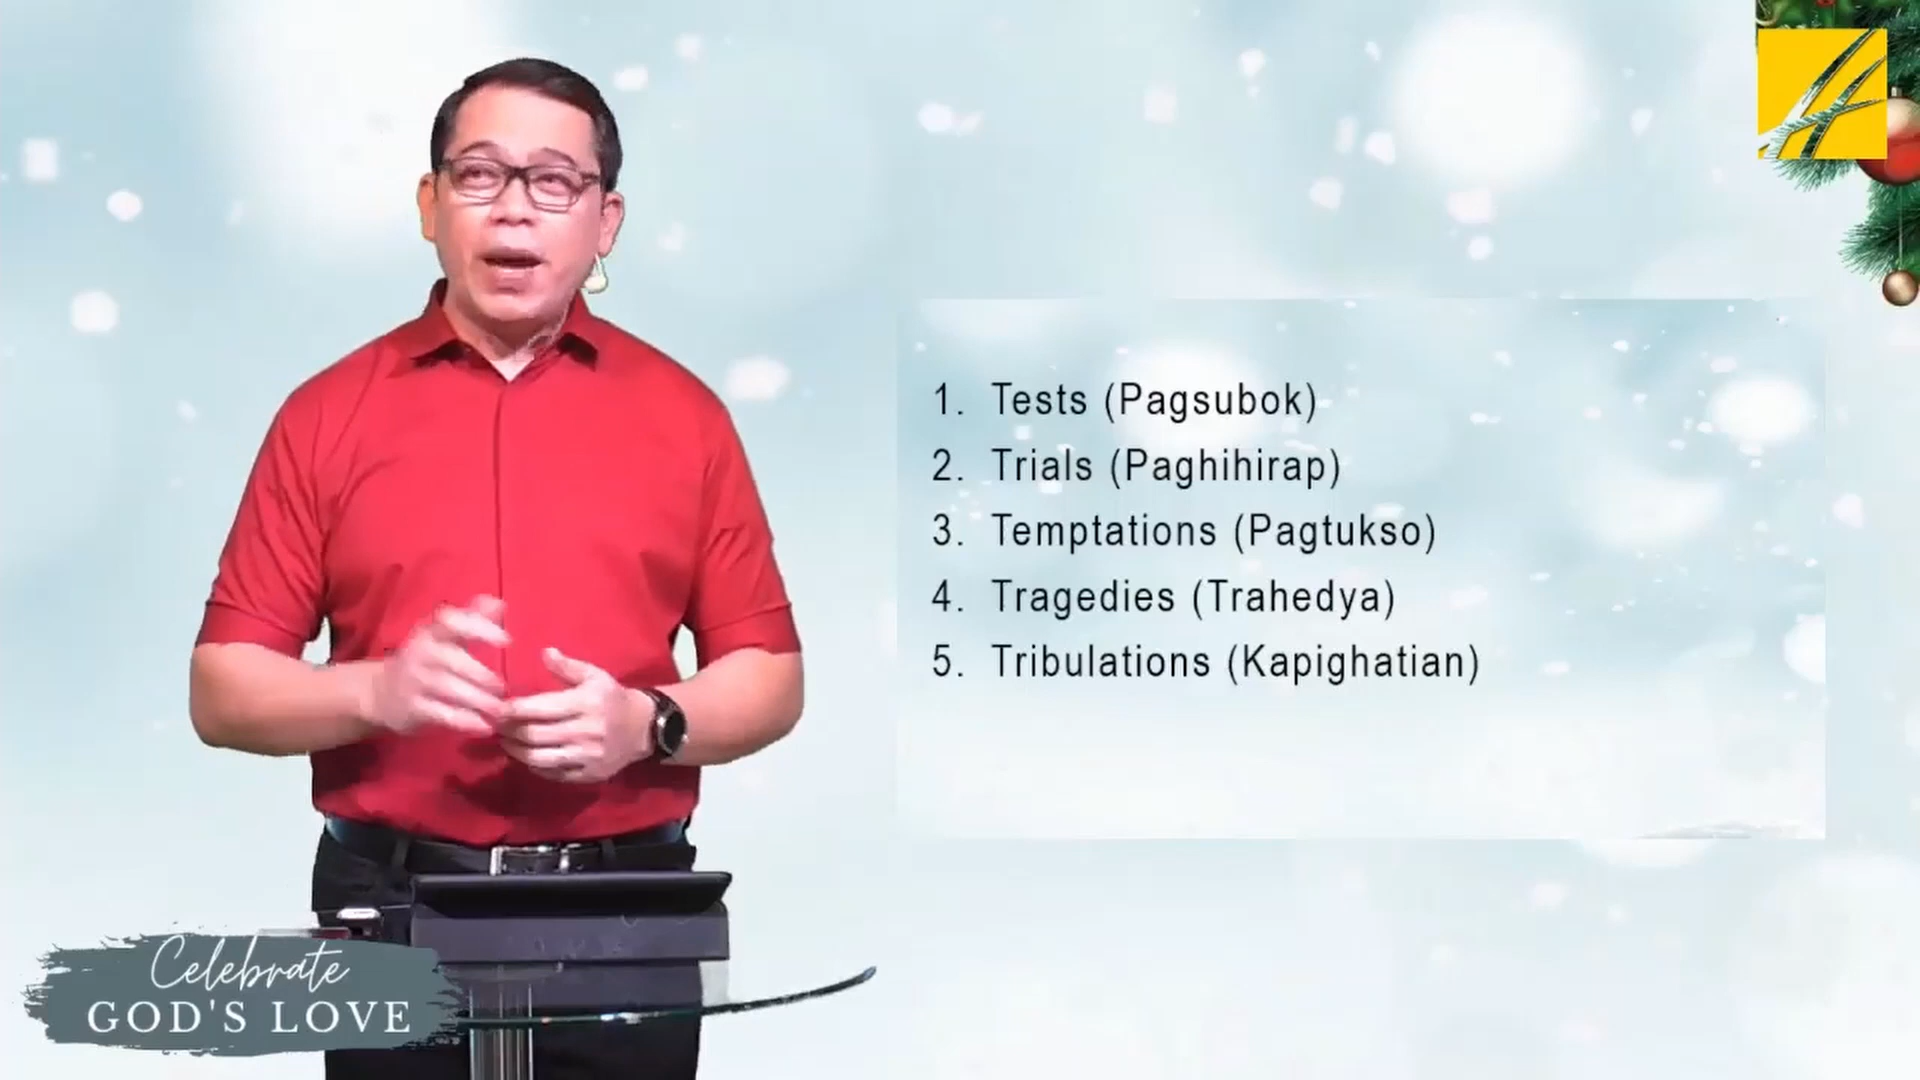 1. Tests (Pagsubok)
2. Trials (Paghihirap)
3. Temptations (Pagtukso)
4. Tragedies (Trahedya)
5. Tribulations (Kapighatian)
Celebrate
GOD'S LOVE